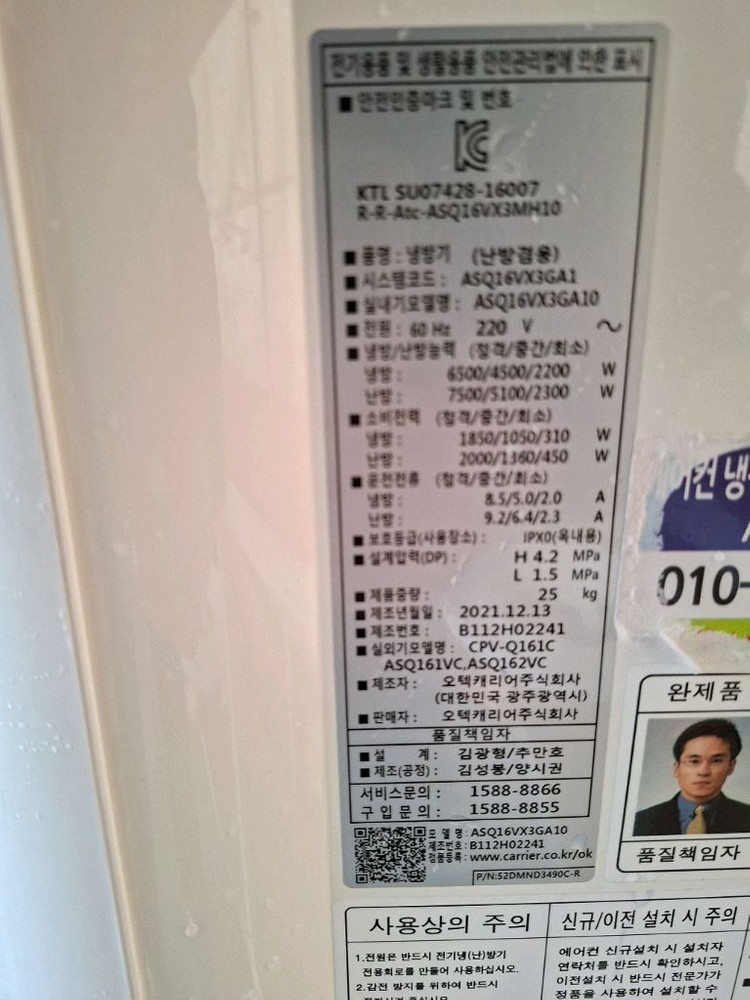 전기용품 및 생활용품 안전관리법에 의한 표시
■ 안전인증마크 및 번호
KTL SU07428-16007
R-R-Atc-ASQ16VX3MH10
■ 품명 : 냉방기 (난방겸용)
■ 시스템코드 : ASQ16VX3GA1
■ 실내기모델명 : ASQ16VX3GA10
■ 전원 : 60 Hz 220 V ~
■ 냉방/난방능력 (정격/중간/최소)
냉방 : 6500/4500/2200 W
난방 : 7500/5100/2300 W
■ 소비전력 (정격/중간/최소)
냉방 : 1850/1050/310 W
난방 : 2000/1360/450 W
■ 운전전류 (정격/중간/최소)
냉방 : 8.5/5.0/2.0 A
난방 : 9.2/6.4/2.3 A
■ 보호등급(사용장소) : IPX0(옥내용)
■ 설계압력(DP) : H 4.2 MPa
L 1.5 MPa
■ 제품중량 : 25 kg
■ 제조년월일 : 2021.12.13
■ 제조번호 : B112H02241
■ 실외기모델명 : CPV-Q161C
ASQ161VC,ASQ162VC
■ 제조자 : 오텍캐리어주식회사
(대한민국 광주광역시)
■ 판매자 : 오텍캐리어주식회사
품질책임자
■ 설 계 : 김광형/추만호
■ 제조(공정) : 김성봉/양시권
서비스문의 : 1588-8866
구 입 문 의 : 1588-8855
모 델 명 : ASQ16VX3GA10
제조번호 : B112H02241
정품등록 : www.carrier.co.kr/ok
P/N:52DMND3490C-R
에어컨 냉
010-
완제품
품질책임자
사용상의 주의
1.전원은 반드시 전기냉(난)방기
전용회로를 만들어 사용하십시오.
2.감전 방지를 위하여 반드시
신규/이전 설치 시 주의
에어컨 신규설치 시 설치자
연락처를 반드시 확인하시고,
이전설치 시 반드시 전문가가
정품을 사용하여 설치할 수